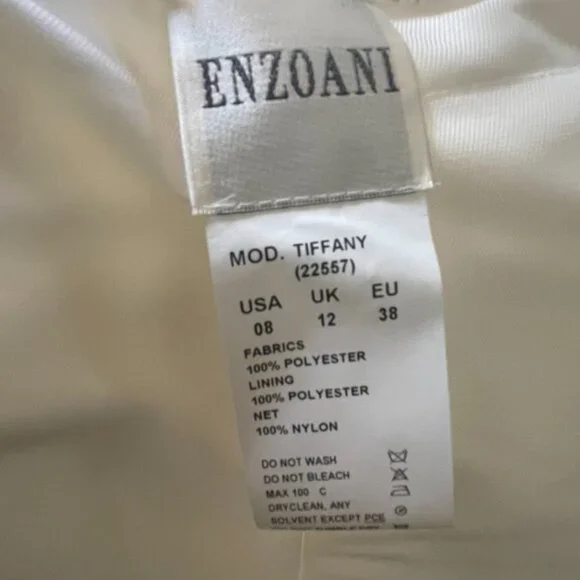 ENZOANI
MOD. TIFFANY
(22557)
USA UK EU
08 12 38
FABRICS
100% POLYESTER
LINING
100% POLYESTER
NET
100% NYLON
DO NOT WASH
DO NOT BLEACH
MAX 100 C
DRYCLEAN, ANY
SOLVENT EXCEPT PCE